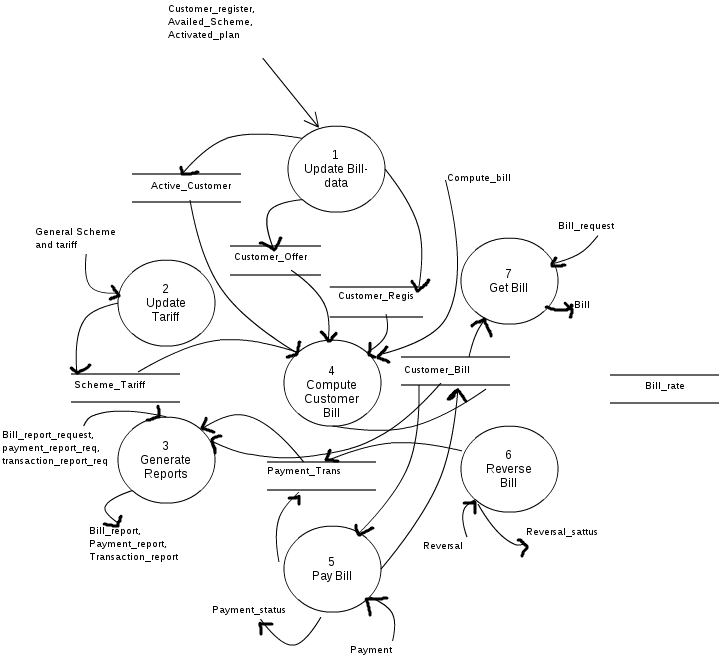 Customer_register,
Availed_Scheme,
Activated_plan
1
Update Bill-
data
Active_Customer
Compute_bill
General Scheme
and tariff
Bill_request
Customer_Offer
7
Get Bill
2
Update
Tariff
Customer_Regis
Bill
4
Compute
Customer
Bill
Customer_Bill
Scheme_Tariff
Bill_rate
Bill_report_request,
payment_report_req,
transaction_report_req
3
Generate
Reports
6
Reverse
Bill
Payment_Trans
Bill_report,
Payment_report,
Transaction_report
Reversal
Reversal_sattus
5
Pay Bill
Payment_status
Payment